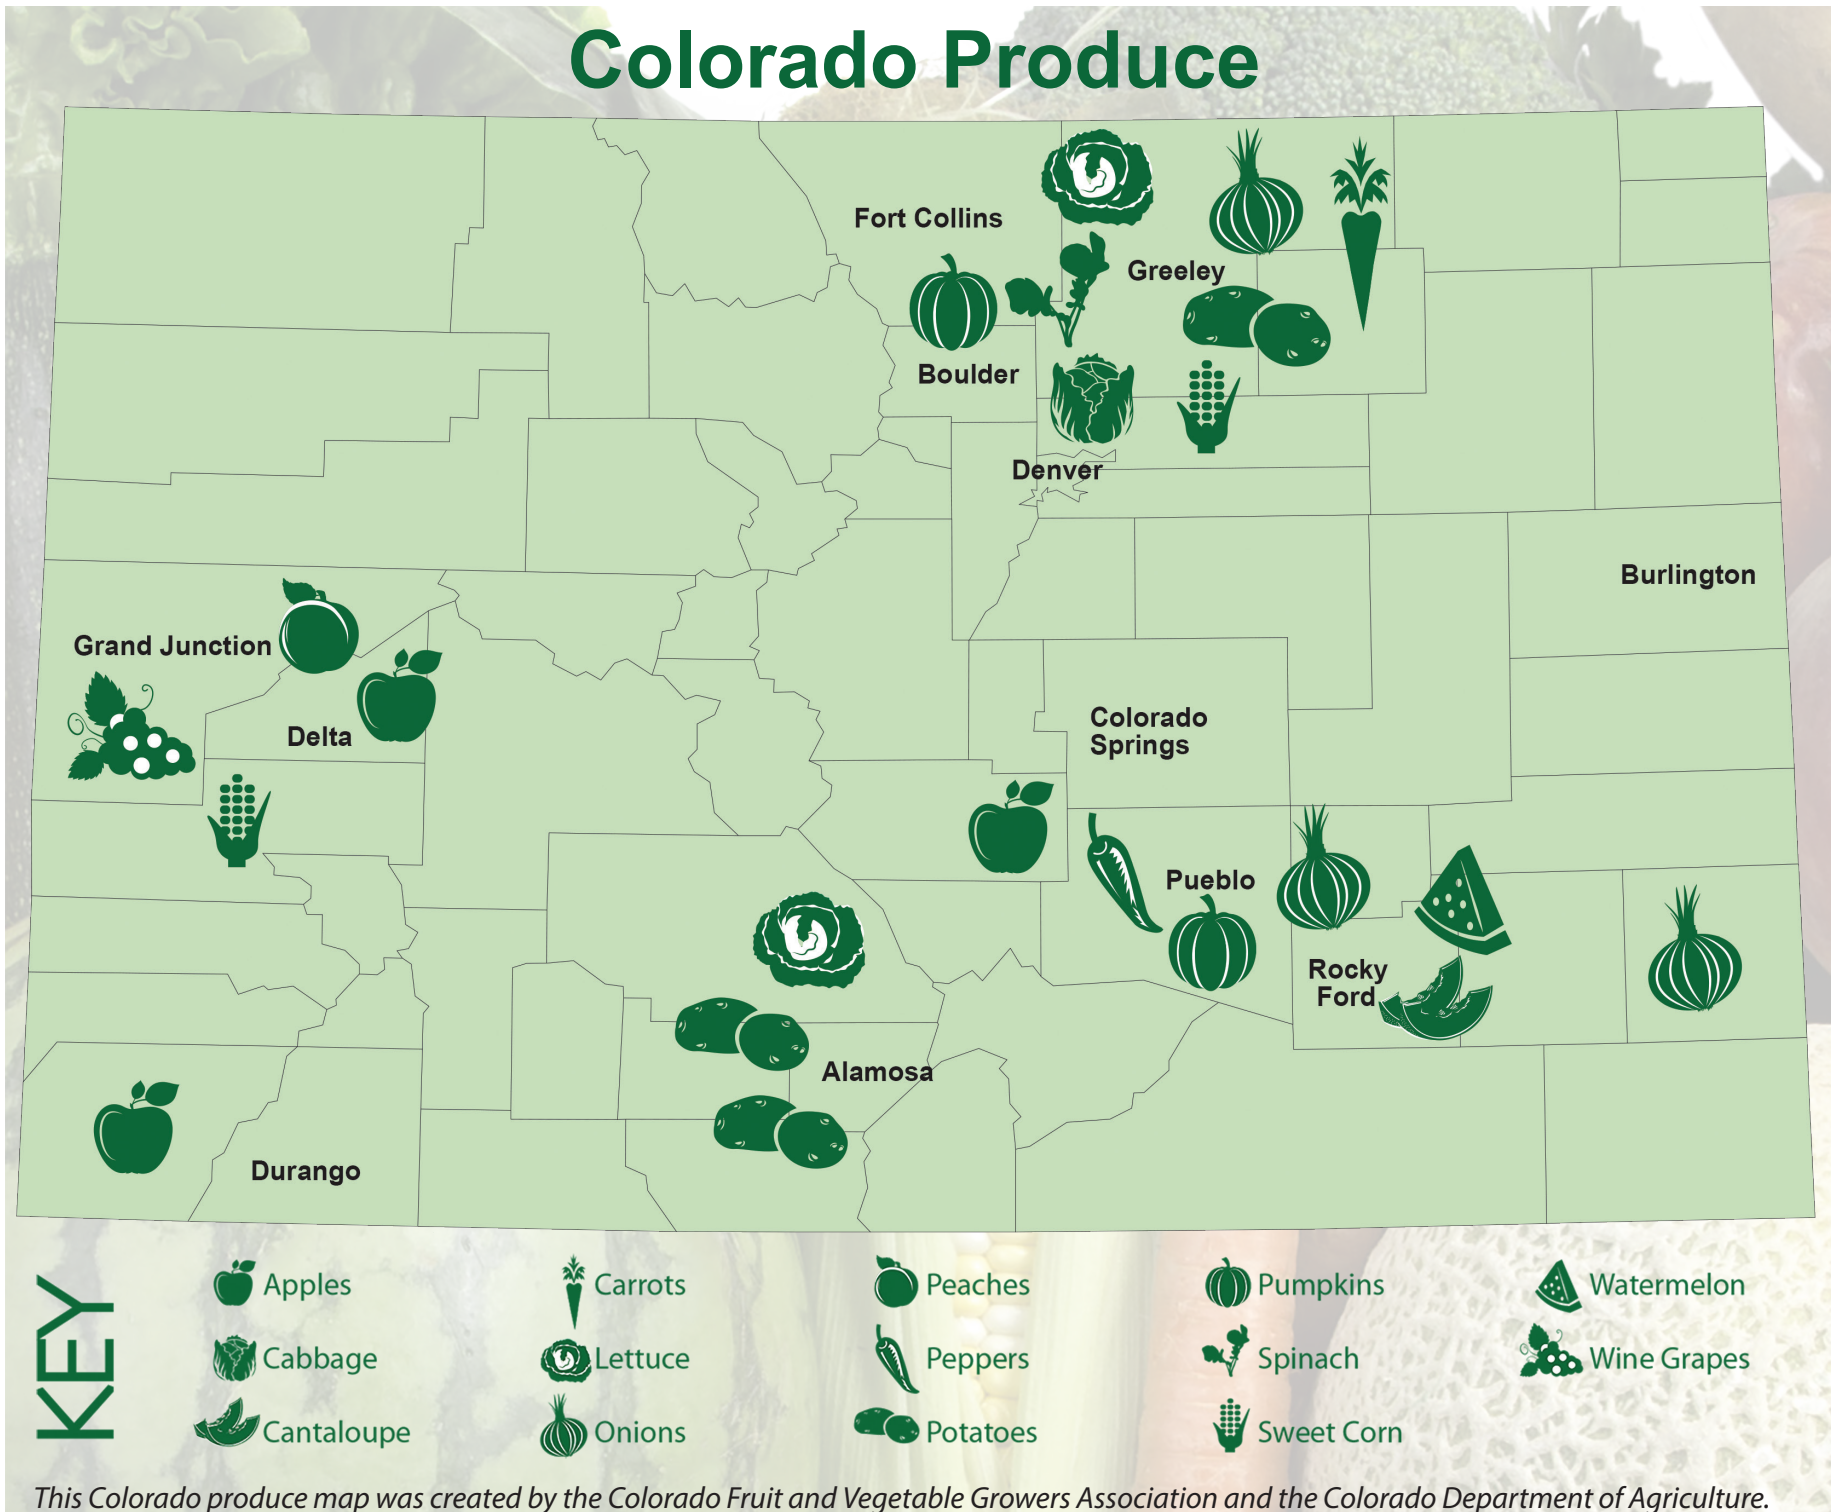 Colorado Produce
Fort Collins
Greeley
Boulder
Denver
Burlington
Grand Junction
Delta
Colorado
Springs
Pueblo
Rocky
Ford
Alamosa
Durango
KEY
Apples
Carrots
Peaches
Pumpkins
Watermelon
Cabbage
Lettuce
Peppers
Spinach
Wine Grapes
Cantaloupe
Onions
Potatoes
Sweet Corn
This Colorado produce map was created by the Colorado Fruit and Vegetable Growers Association and the Colorado Department of Agriculture.